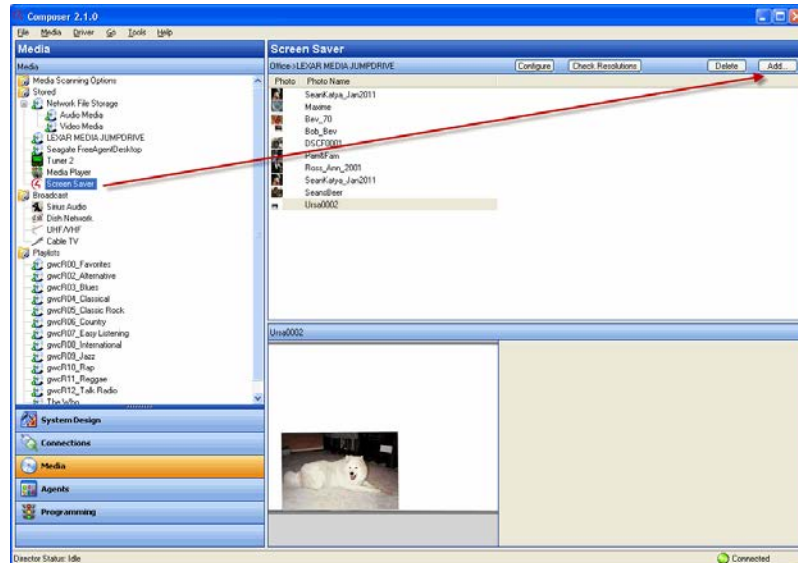 Composer 2.1.0
File Media Driver Go Tools Help
Media
Media
Media Scanning Options
Stored
Network File Storage
Audio Media
Video Media
LEXAR MEDIA JUMPDRIVE
Seagate FreeAgentDesktop
Tuner 2
Media Player
Screen Saver
Broadcast
Sirius Audio
Dish Network
UHF/VHF
Cable TV
Playlists
gwcR00_Favorites
gwcR02_Alternative
gwcR03_Blues
gwcR04_Classical
gwcR05_Classic Rock
gwcR06_Country
gwcR07_Easy Listening
gwcR08_International
gwcR09_Jazz
gwcR10_Rap
gwcR11_Reggae
gwcR12_Talk Radio
The Who
System Design
Connections
Media
Agents
Programming
Screen Saver
Office->LEXAR MEDIA JUMPDRIVE Configure Check Resolutions Delete Add...
Photo Photo Name
SeanKatya_Jan2011
Maxime
Bev_70
Bob_Bev
DSCF0001
Pam&Fam
Ross_Ann_2001
SeanKatya_Jan2011
SeansBeer
Ursa0002
Ursa0002
Director Status: Idle
Connected